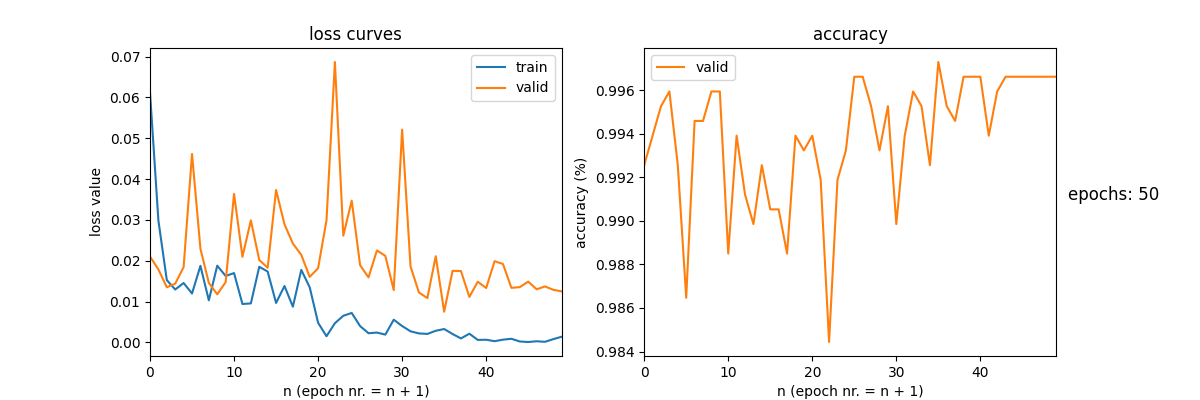 loss curves
0.07
0.06
0.05
0.04
0.03
0.02
0.01
0.00
loss value
0
10
20
30
40
n (epoch nr. = n + 1)
train
valid
accuracy
0.996
0.994
0.992
0.990
0.988
0.986
0.984
accuracy (%)
0
10
20
30
40
n (epoch nr. = n + 1)
valid
epochs: 50